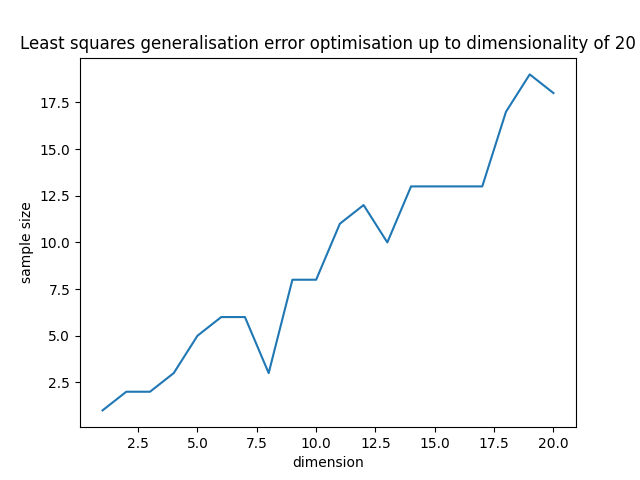 Least squares generalisation error optimisation up to dimensionality of 20
17.5
15.0
12.5
10.0
7.5
5.0
2.5
sample size
2.5 5.0 7.5 10.0 12.5 15.0 17.5 20.0
dimension